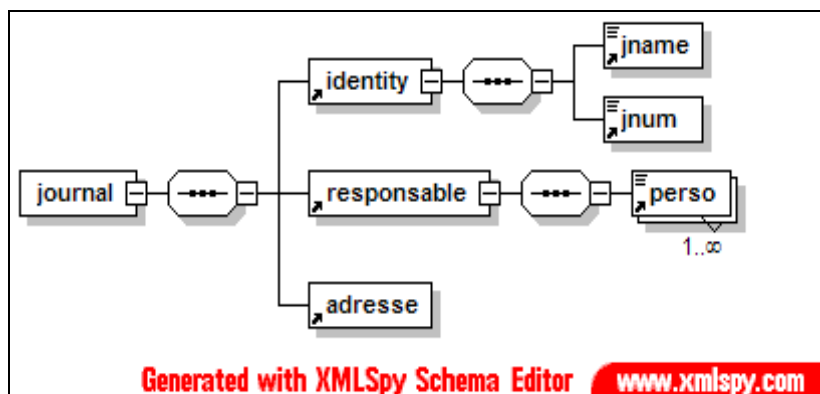 jname
identity
jnum
journal
responsable
perso
1..∞
adresse
Generated with XMLSpy Schema Editor www.xmlspy.com